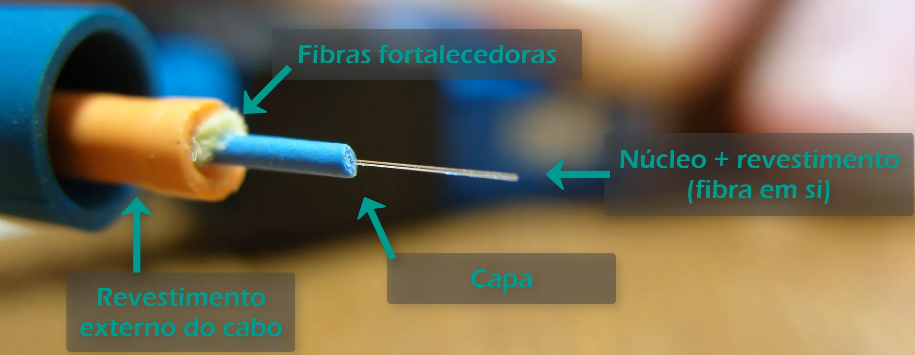 Fibras fortalecedoras
Núcleo + revestimento
(fibra em si)
Capa
Revestimento
externo do cabo